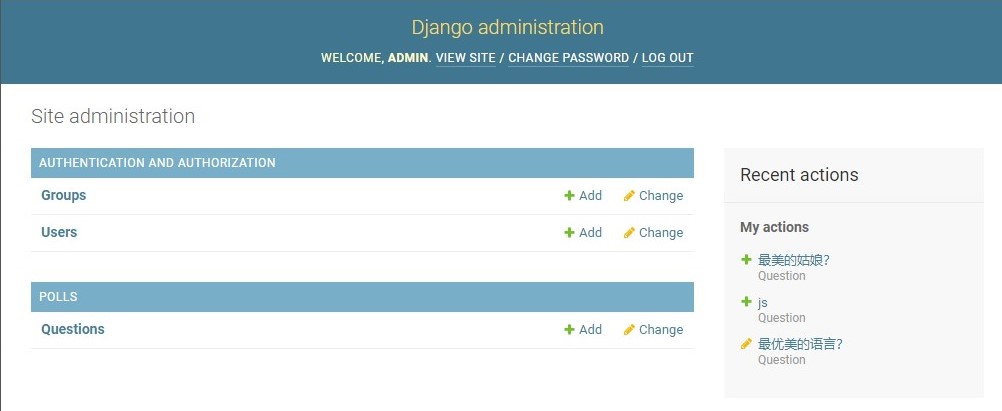 Django administration
WELCOME, ADMIN. VIEW SITE / CHANGE PASSWORD / LOG OUT
Site administration
AUTHENTICATION AND AUTHORIZATION
Groups Add Change
Users Add Change
POLLS
Questions Add Change
Recent actions
My actions
最美的姑娘?
Question
js
Question
最优美的语言?
Question